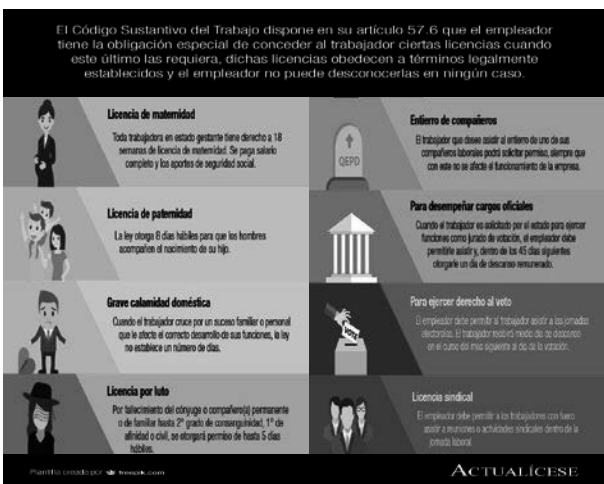 El Código Sustantivo del Trabajo dispone en su artículo 57.6 que el empleador
tiene la obligación especial de conceder al trabajador ciertas licencias cuando
este último las requiera, dichas licencias obedecen a términos legalmente
establecidos y el empleador no puede desconocerlas en ningún caso.
Licencia de maternidad
Toda trabajadora en estado gestante tiene derecho a 18
semanas de licencia de maternidad. Se paga salario
completo y los aportes de seguridad social.
Licencia de paternidad
La ley otorga 8 días hábiles para que los hombres
acompañen el nacimiento de su hijo.
Grave calamidad doméstica
Cuando el trabajador cruce por un suceso familiar o personal
que le afecte el correcto desarrollo de sus funciones, la ley
no establece un número de días.
Licencia por luto
Por fallecimiento del cónyuge o compañero(a) permanente
o de familiar hasta 2° grado de consanguinidad, 1° de
afinidad o civil, se otorgará permiso de hasta 5 días
hábiles.
QEPD
Entierro de compañeros
El trabajador que desee asistir al entierro de uno de sus
compañeros laborales podrá solicitar permiso, siempre que
con este no se afecte el funcionamiento de la empresa.
Para desempeñar cargos oficiales
Cuando el trabajador es solicitado por el estado para ejercer
funciones como jurado de votación, el empleador debe
permitirle asistir y, dentro de los 45 días siguientes
otorgarle un día de descanso remunerado.
VOTE
Para ejercer derecho al voto
El empleador debe permitir al trabajador asistir a las jornadas
electorales. El trabajador recibirá medio día de descanso
en el curso del mes siguiente al día de la votación.
Licencia sindical
El empleador debe permitir a los trabajadores con fuero
asistir a reuniones o actividades sindicales dentro de la
jornada laboral.
Plantilla creada por freepik.com
ACTUALÍCESE